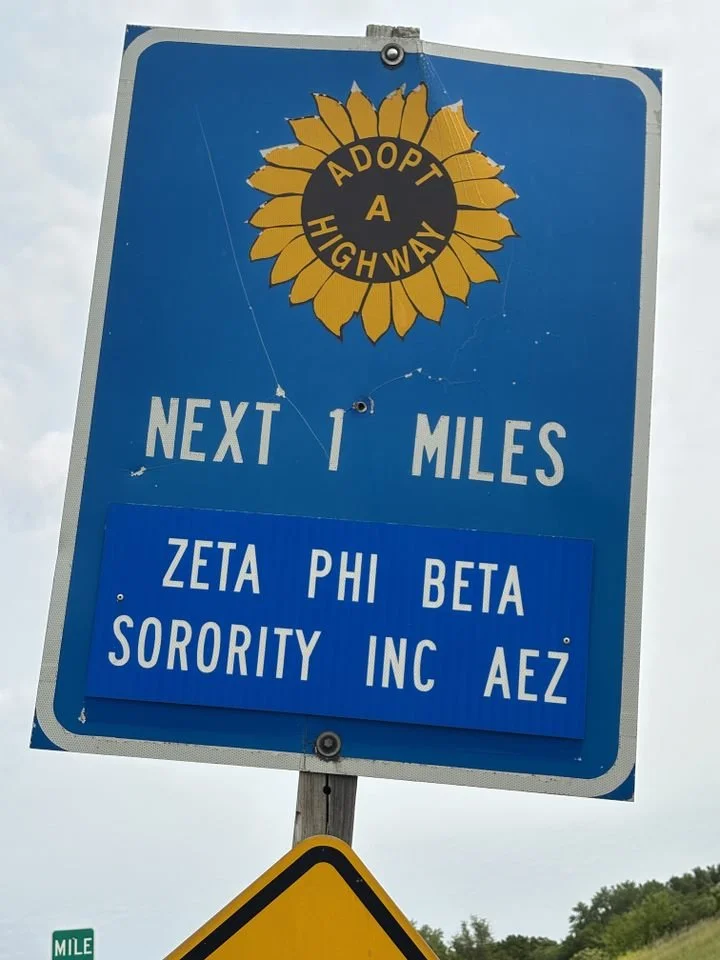 ADOPT
A
HIGHWAY
NEXT 1 MILES
ZETA PHI BETA
SORORITY INC AEZ
MILE